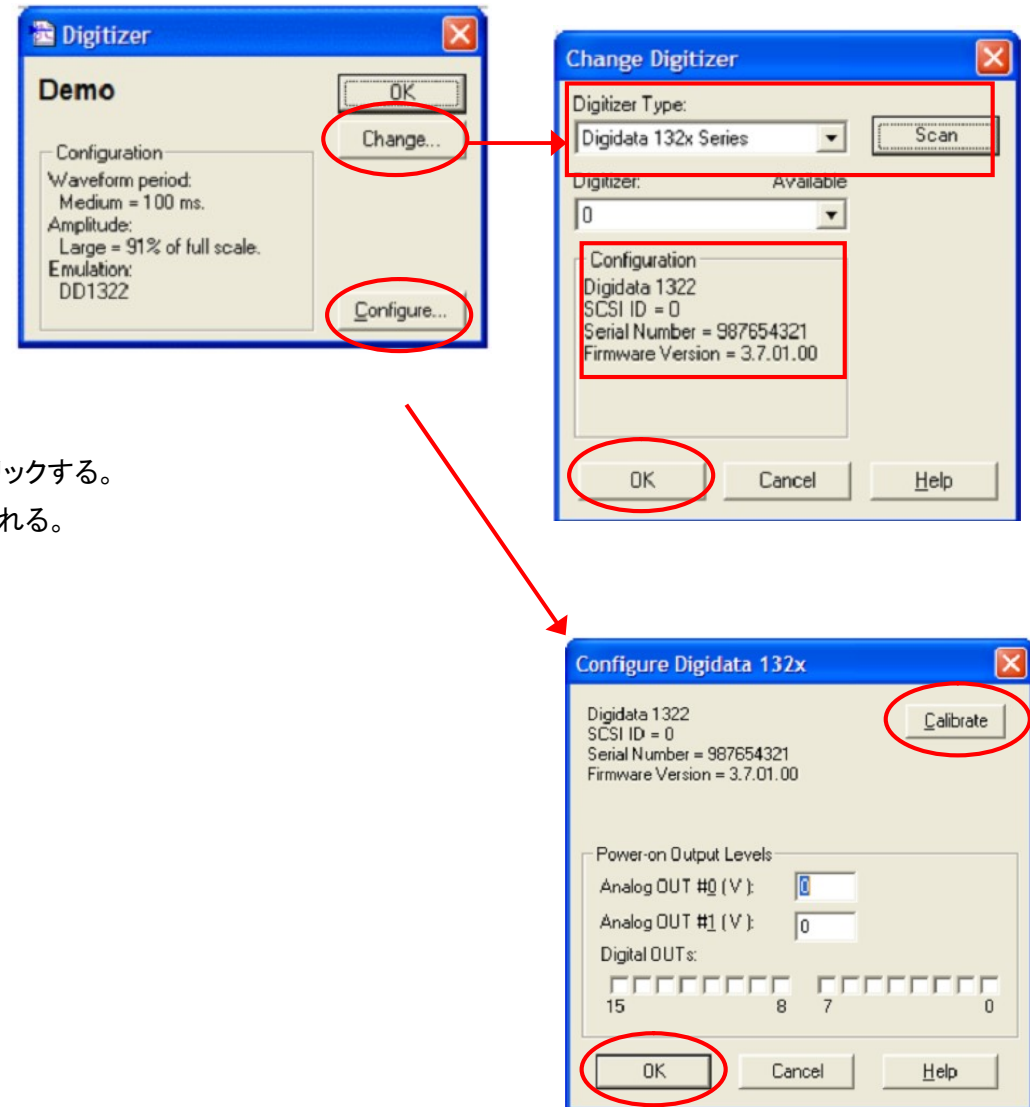 Digitizer
Demo
OK
Change...
Configuration
Waveform period:
Medium = 100 ms.
Amplitude:
Large = 91% of full scale.
Emulation:
DD1322
Configure...
Change Digitizer
Digitizer Type:
Digidata 132x Series
Scan
Digitizer:
Available
0
Configuration
Digidata 1322
SCSI ID = 0
Serial Number = 987654321
Firmware Version = 3.7.01.00
OK
Cancel
Help
ックする。
れる。
Configure Digidata 132x
Calibrate
Digidata 1322
SCSI ID = 0
Serial Number = 987654321
Firmware Version = 3.7.01.00
Power-on Output Levels
Analog OUT #0 ( V ):
0
Analog OUT #1 ( V ):
0
Digital OUTs:
15 8 7 0
OK
Cancel
Help